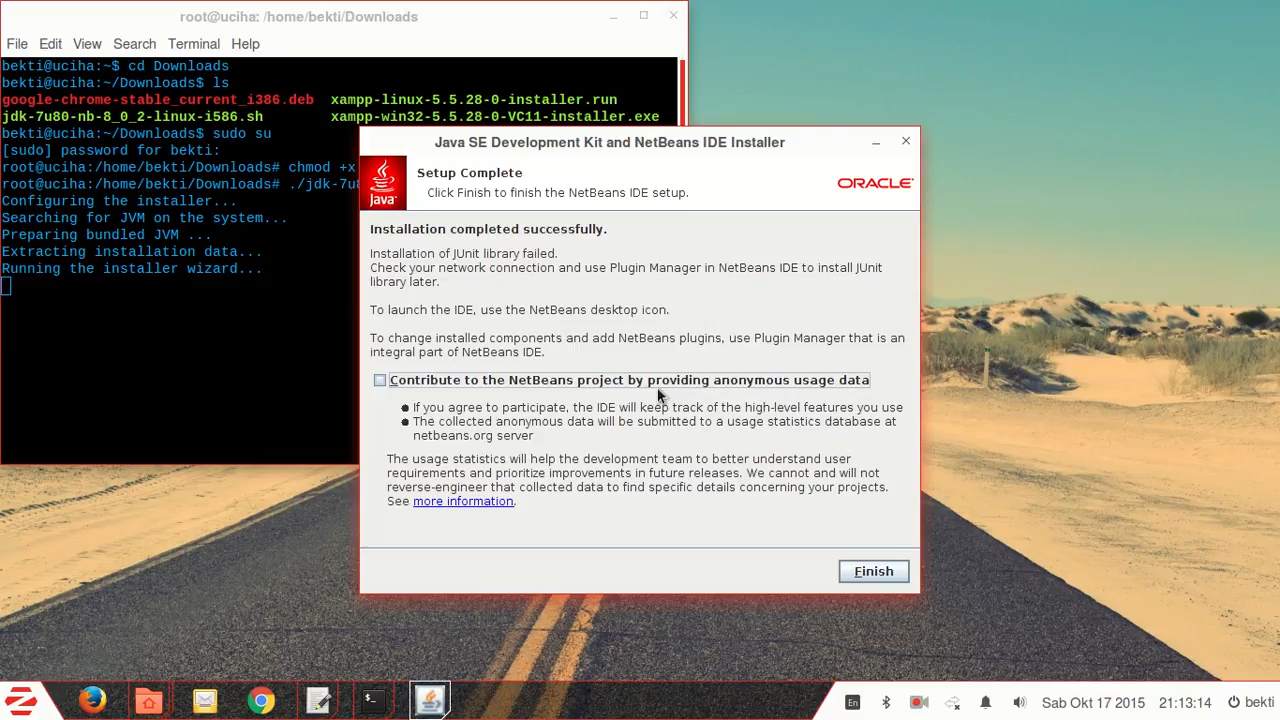 root@uciha: /home/bekti/Downloads
File Edit View Search Terminal Help
bekti@uciha:~$ cd Downloads
bekti@uciha:~/Downloads$ ls
google-chrome-stable_current_i386.deb xampp-linux-5.5.28-0-installer.run
jdk-7u80-nb-8_0_2-linux-i586.sh xampp-win32-5.5.28-0-VC11-installer.exe
bekti@uciha:~/Downloads$ sudo su
[sudo] password for bekti:
root@uciha:/home/bekti/Downloads# chmod +x
root@uciha:/home/bekti/Downloads# ./jdk-7u8
Configuring the installer...
Searching for JVM on the system...
Preparing bundled JVM ...
Extracting installation data...
Running the installer wizard...
Java SE Development Kit and NetBeans IDE Installer
Java
Setup Complete
Click Finish to finish the NetBeans IDE setup.
ORACLE
Installation completed successfully.
Installation of JUnit library failed.
Check your network connection and use Plugin Manager in NetBeans IDE to install JUnit
library later.
To launch the IDE, use the NetBeans desktop icon.
To change installed components and add NetBeans plugins, use Plugin Manager that is an
integral part of NetBeans IDE.
Contribute to the NetBeans project by providing anonymous usage data
● If you agree to participate, the IDE will keep track of the high-level features you use
● The collected anonymous data will be submitted to a usage statistics database at
netbeans.org server
The usage statistics will help the development team to better understand user
requirements and prioritize improvements in future releases. We cannot and will not
reverse-engineer that collected data to find specific details concerning your projects.
See more information.
Finish
En Sab Okt 17 2015 21:13:14 bekti